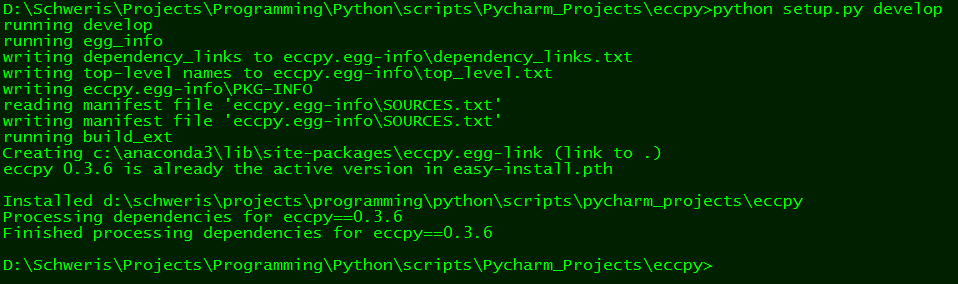 D:\Schweris\Projects\Programming\Python\scripts\Pycharm_Projects\eccpy>python setup.py develop
running develop
running egg_info
writing dependency_links to eccpy.egg-info\dependency_links.txt
writing top-level names to eccpy.egg-info\top_level.txt
writing eccpy.egg-info\PKG-INFO
reading manifest file 'eccpy.egg-info\SOURCES.txt'
writing manifest file 'eccpy.egg-info\SOURCES.txt'
running build_ext
Creating c:\anaconda3\lib\site-packages\eccpy.egg-link (link to .)
eccpy 0.3.6 is already the active version in easy-install.pth
Installed d:\schweris\projects\programming\python\scripts\pycharm_projects\eccpy
Processing dependencies for eccpy==0.3.6
Finished processing dependencies for eccpy==0.3.6
D:\Schweris\Projects\Programming\Python\scripts\Pycharm_Projects\eccpy>